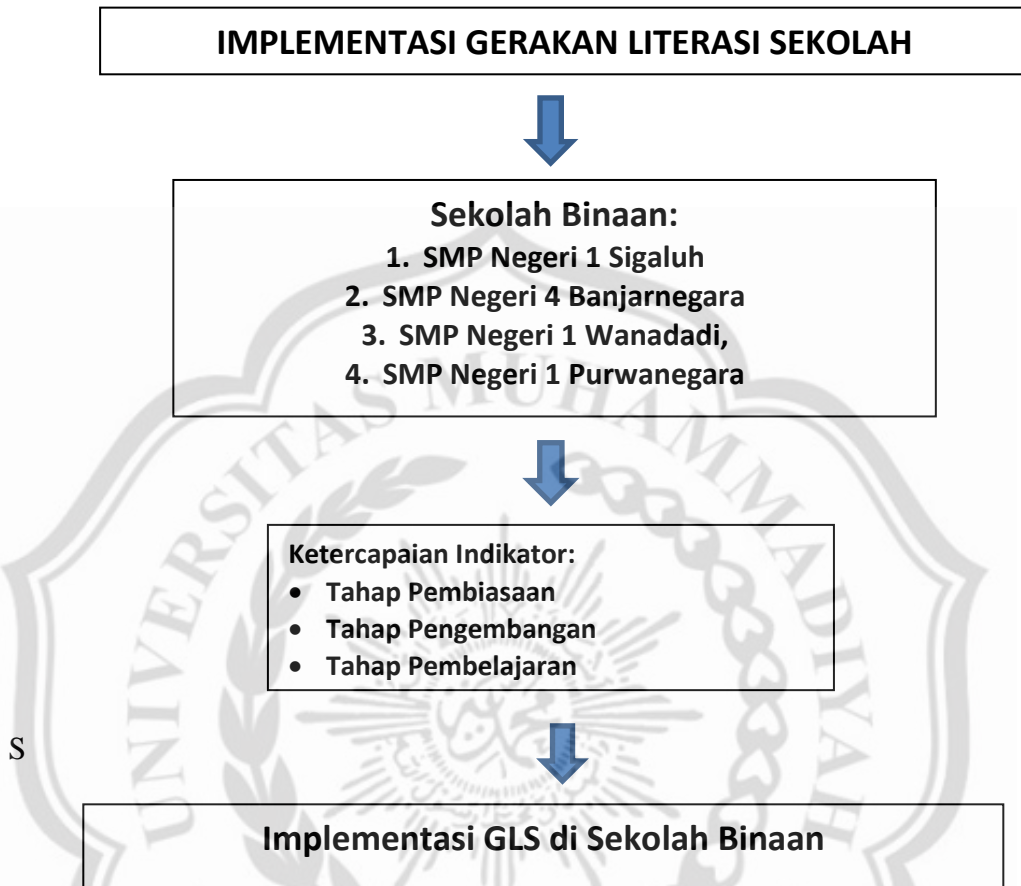 IMPLEMENTASI GERAKAN LITERASI SEKOLAH
Sekolah Binaan:
1. SMP Negeri 1 Sigaluh
2. SMP Negeri 4 Banjarnegara
3. SMP Negeri 1 Wanadadi,
4. SMP Negeri 1 Purwanegara
UNIVERSITAS MUHAMMADIYAH
Ketercapaian Indikator:
• Tahap Pembiasaan
• Tahap Pengembangan
• Tahap Pembelajaran
S
Implementasi GLS di Sekolah Binaan